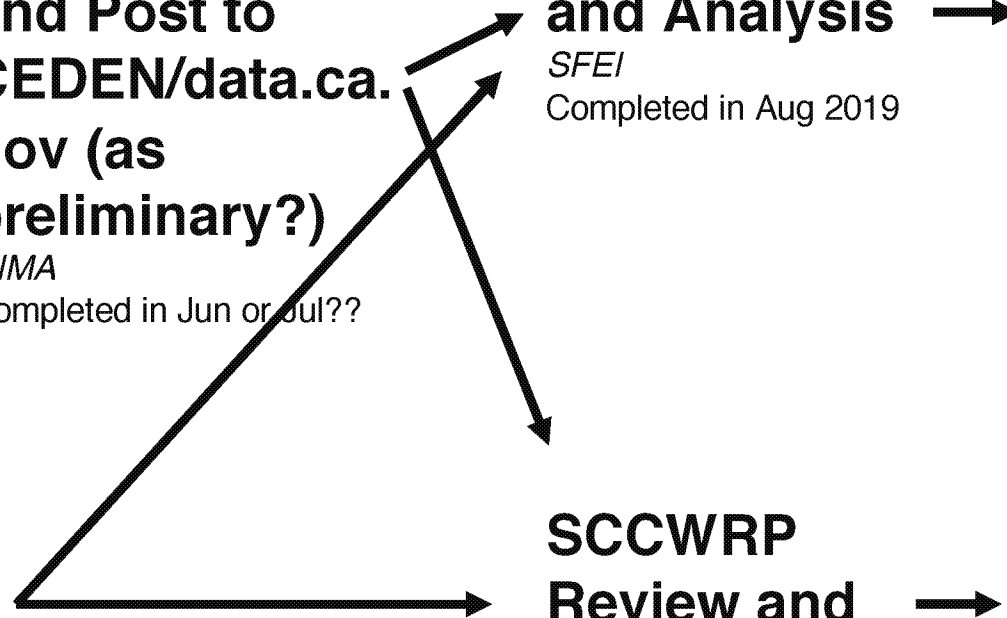 nd Post to
CEDEN/data.ca.
ov (as
preliminary?)
IMA
ompleted in Jun or Jul??
and Analysis
SFEI
Completed in Aug 2019
SCCWRP
Review and